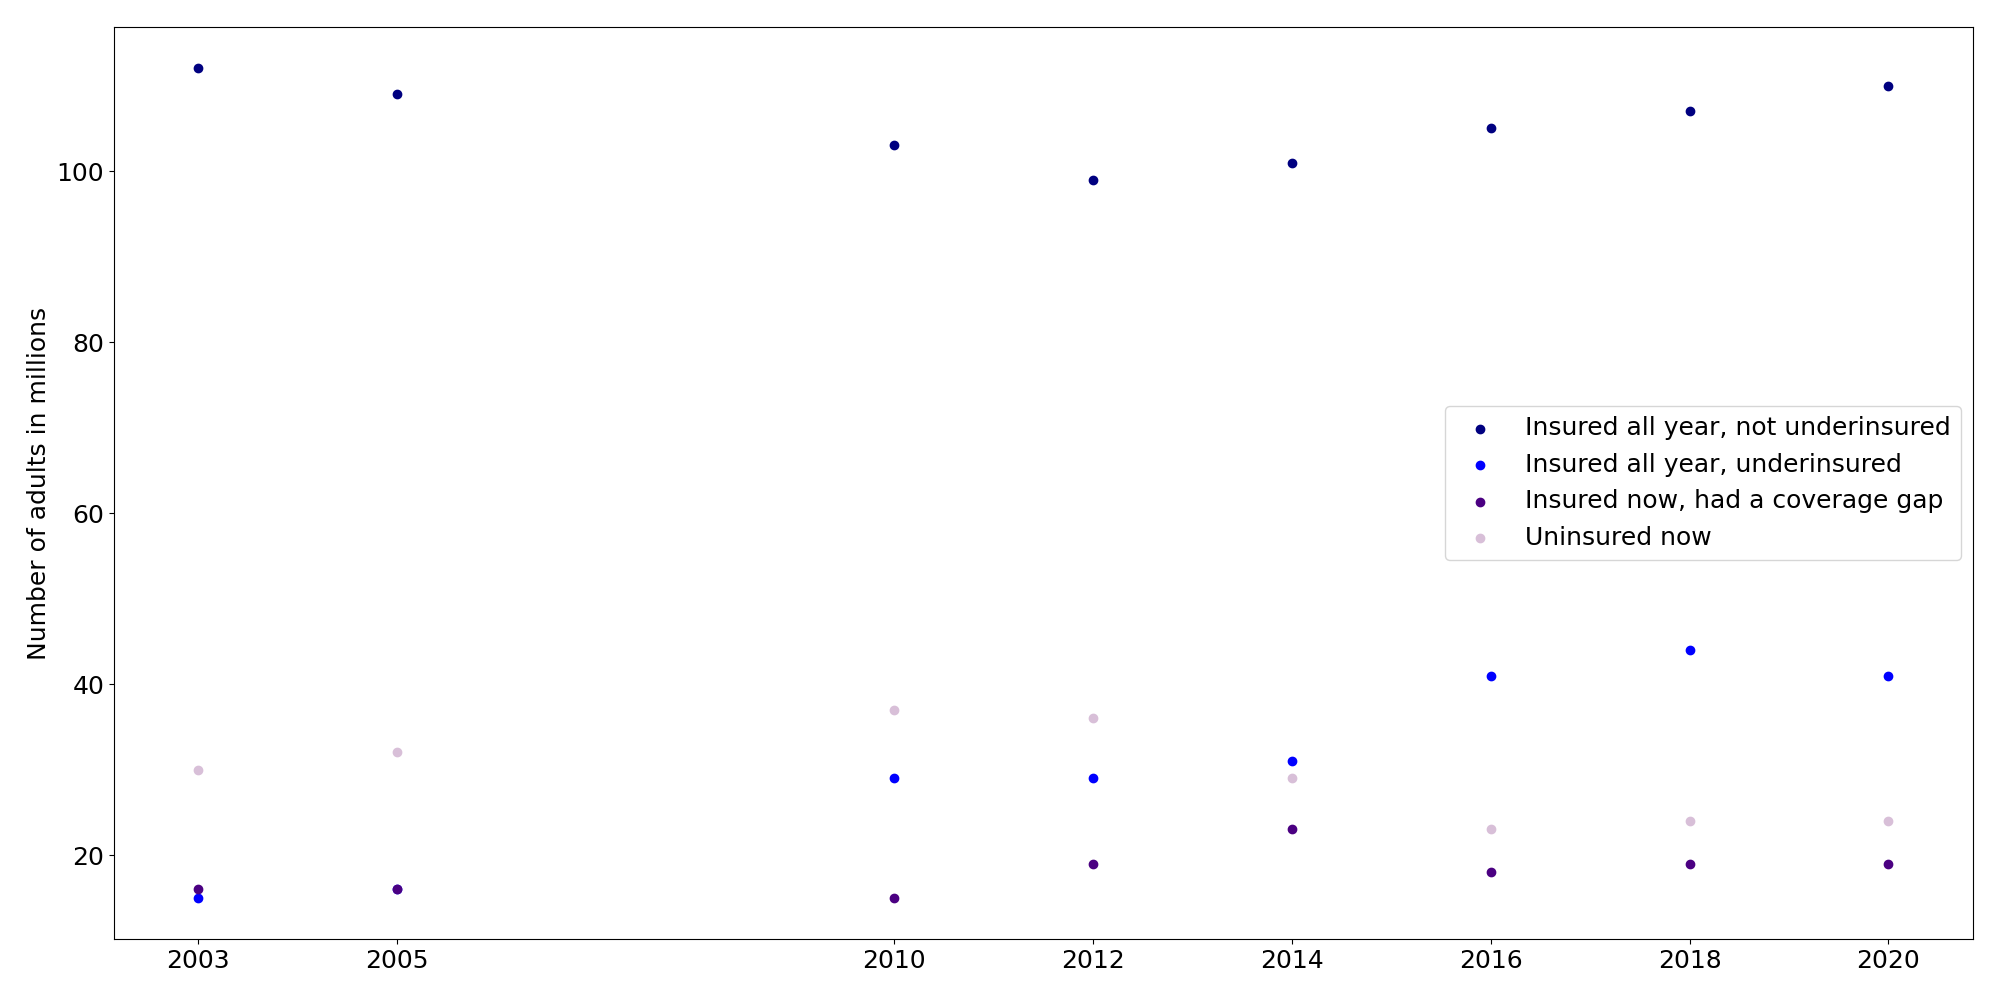 100
80
60
40
20
Number of adults in millions
Insured all year, not underinsured
Insured all year, underinsured
Insured now, had a coverage gap
Uninsured now
2003 2005 2010 2012 2014 2016 2018 2020